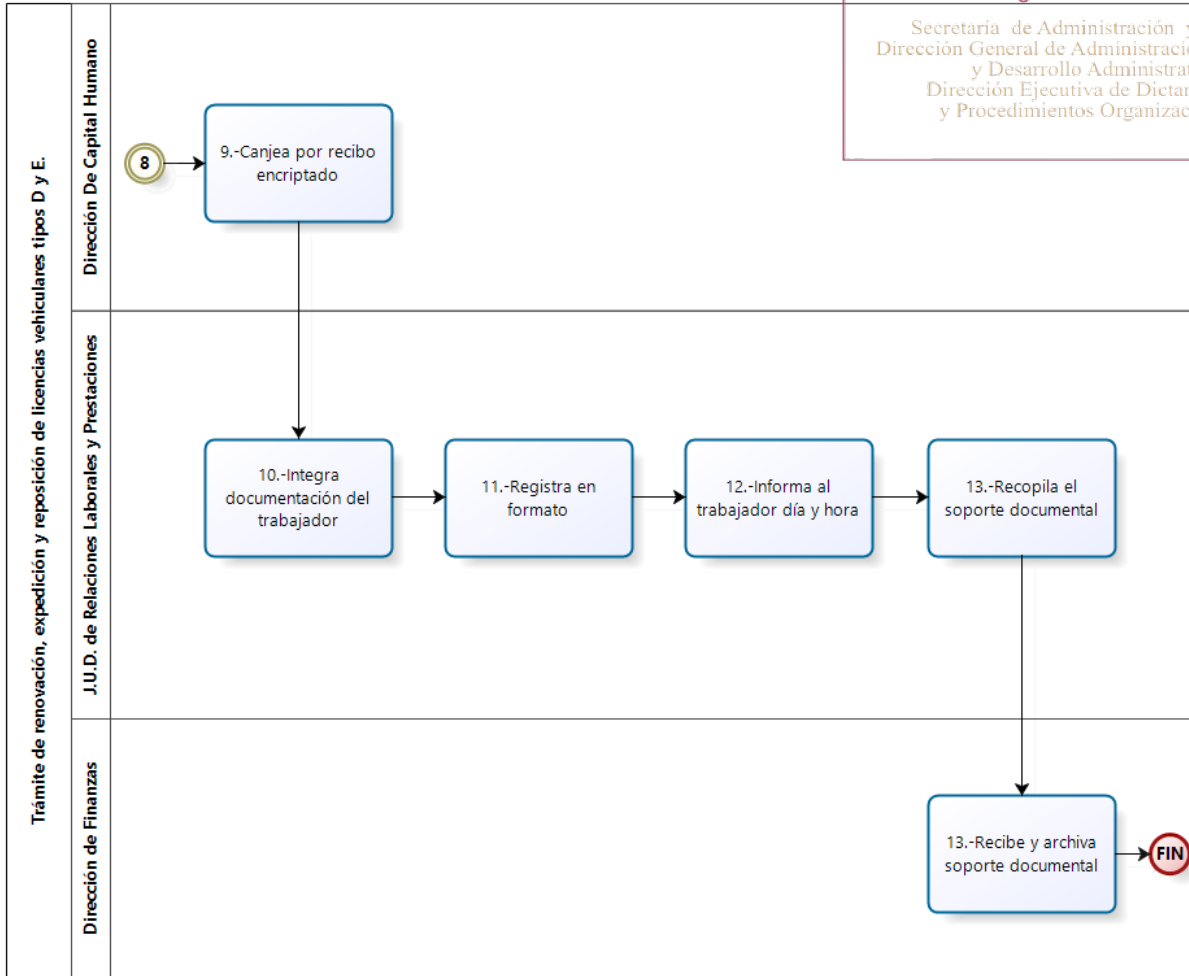 Secretaría de Administración y
Dirección General de Administració
y Desarrollo Administrat
Dirección Ejecutiva de Dictam
y Procedimientos Organizac
Trámite de renovación, expedición y reposición de licencias vehiculares tipos D y E.
Dirección De Capital Humano
8
9.-Canjea por recibo
encriptado
J.U.D. de Relaciones Laborales y Prestaciones
10.-Integra
documentación del
trabajador
11.-Registra en
formato
12.-Informa al
trabajador día y hora
13.-Recopila el
soporte documental
Dirección de Finanzas
13.-Recibe y archiva
soporte documental
FIN